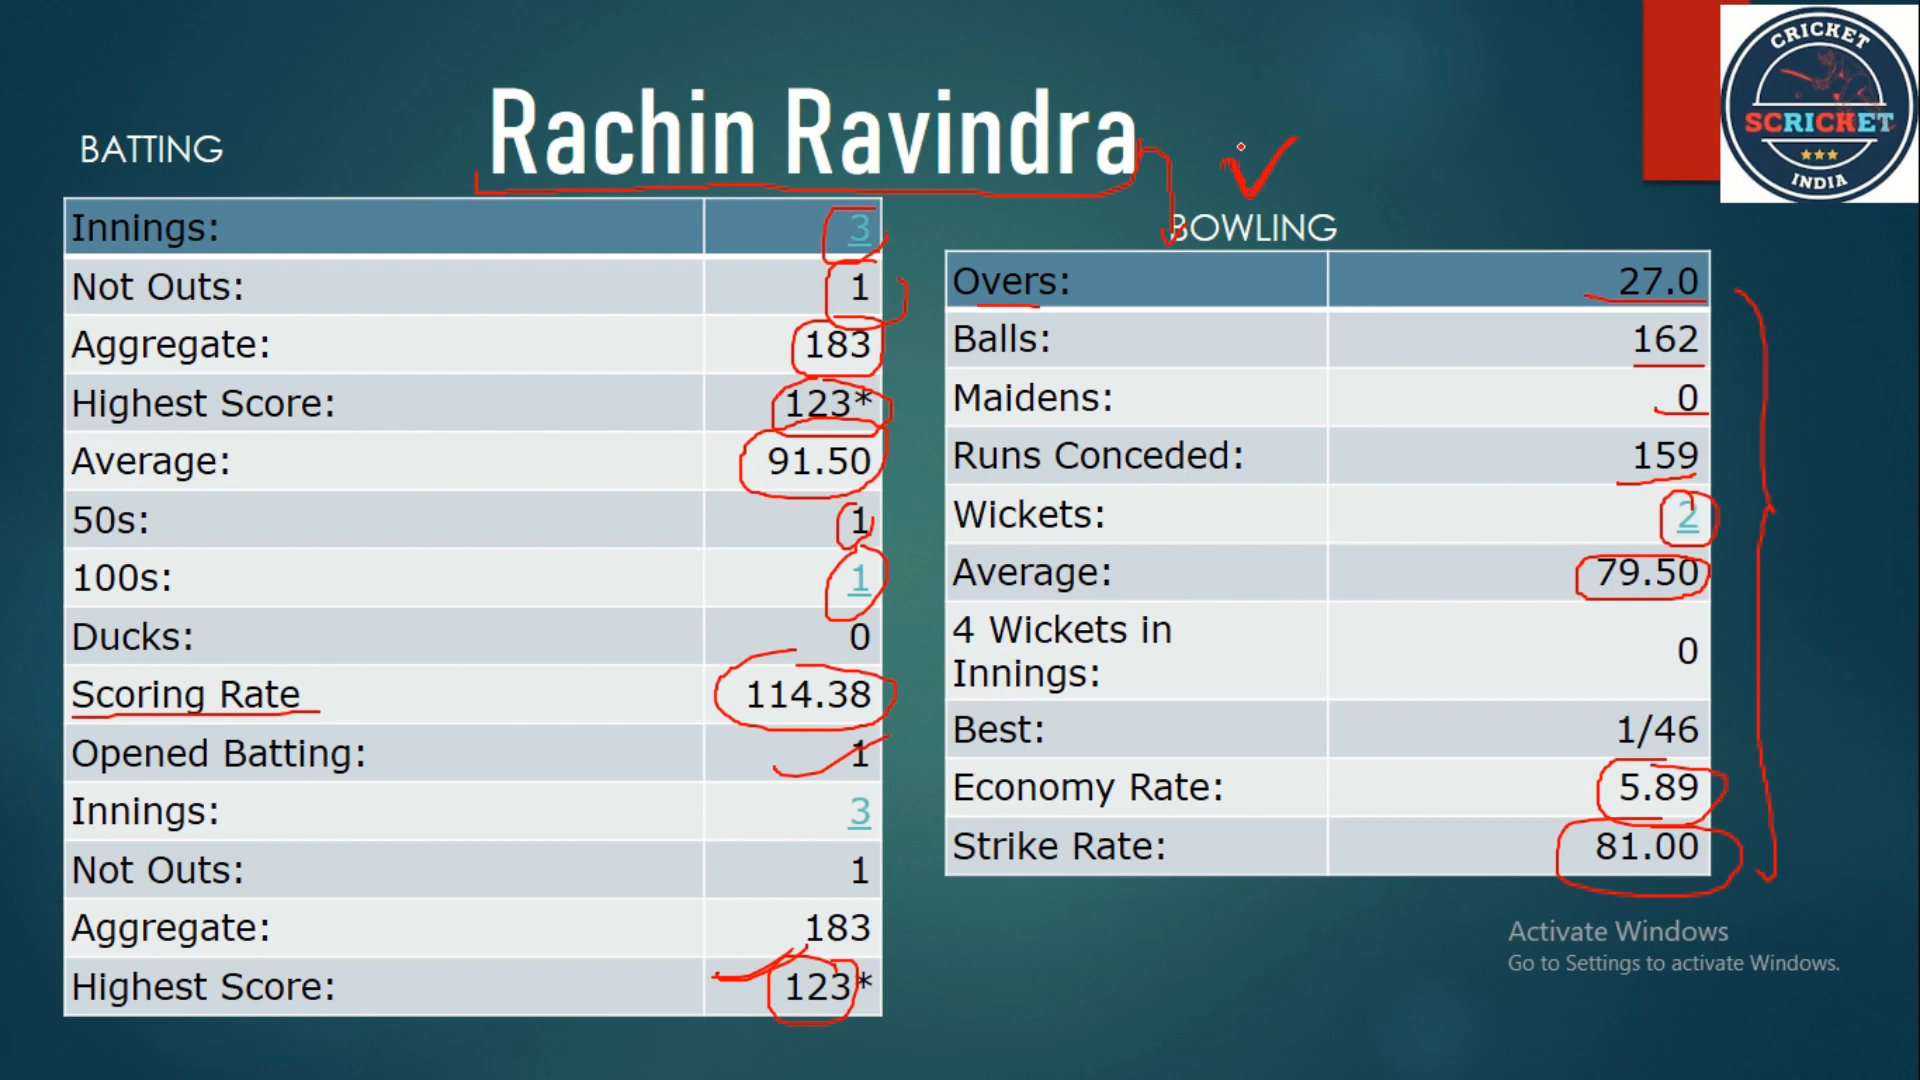 CRICKET
SCRICKET
INDIA
Rachin Ravindra
BATTING
Innings: 3
Not Outs: 1
Aggregate: 183
Highest Score: 123*
Average: 91.50
50s: 1
100s: 1
Ducks: 0
Scoring Rate 114.38
Opened Batting: 1
Innings: 3
Not Outs: 1
Aggregate: 183
Highest Score: 123*
BOWLING
Overs: 27.0
Balls: 162
Maidens: 0
Runs Conceded: 159
Wickets: 2
Average: 79.50
4 Wickets in
Innings: 0
Best: 1/46
Economy Rate: 5.89
Strike Rate: 81.00
Activate Windows
Go to Settings to activate Windows.